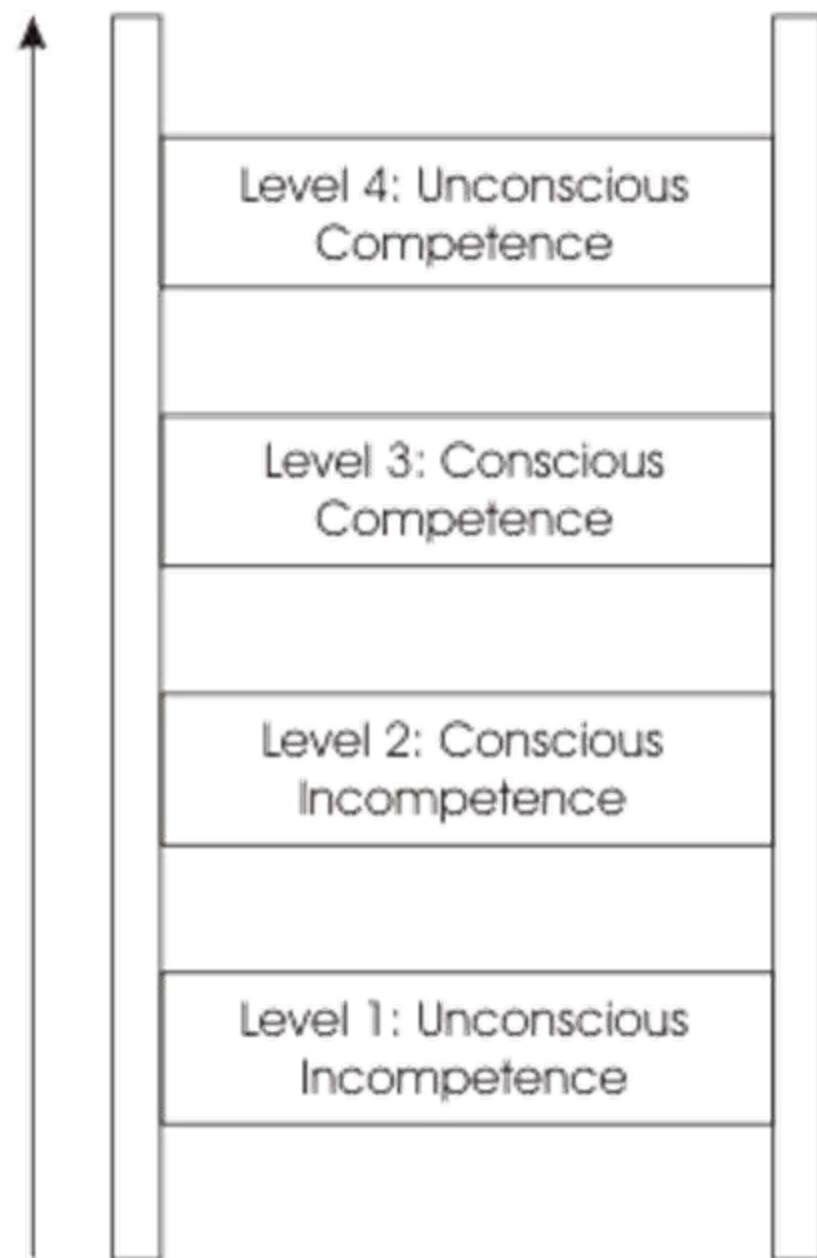 Level 4: Unconscious
Competence
Level 3: Conscious
Competence
Level 2: Conscious
Incompetence
Level 1: Unconscious
Incompetence